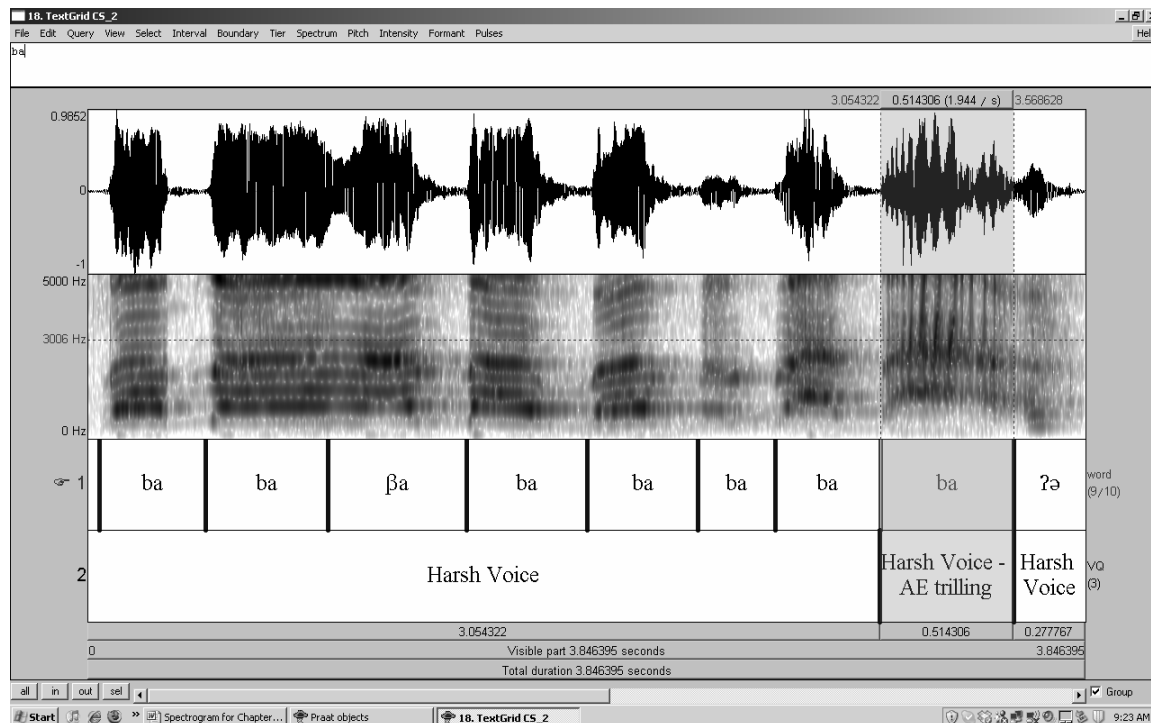 18. TextGrid CS_2
File Edit Query View Select Interval Boundary Tier Spectrum Pitch Intensity Formant Pulses Hel
ba
3.054322 0.514306 (1.944 / s) 3.568628
0.9852
0
-1
5000 Hz
3006 Hz
0 Hz
1 ba ba βa ba ba ba ba ba ʔə word (9/10)
2 Harsh Voice Harsh Voice - AE trilling Harsh Voice VQ (3)
3.054322 0.514306 0.277767
0 Visible part 3.846395 seconds 3.846395
Total duration 3.846395 seconds
all in out sel Group
Start » Spectrogram for Chapter... Praat objects 18. TextGrid CS_2 9:23 AM